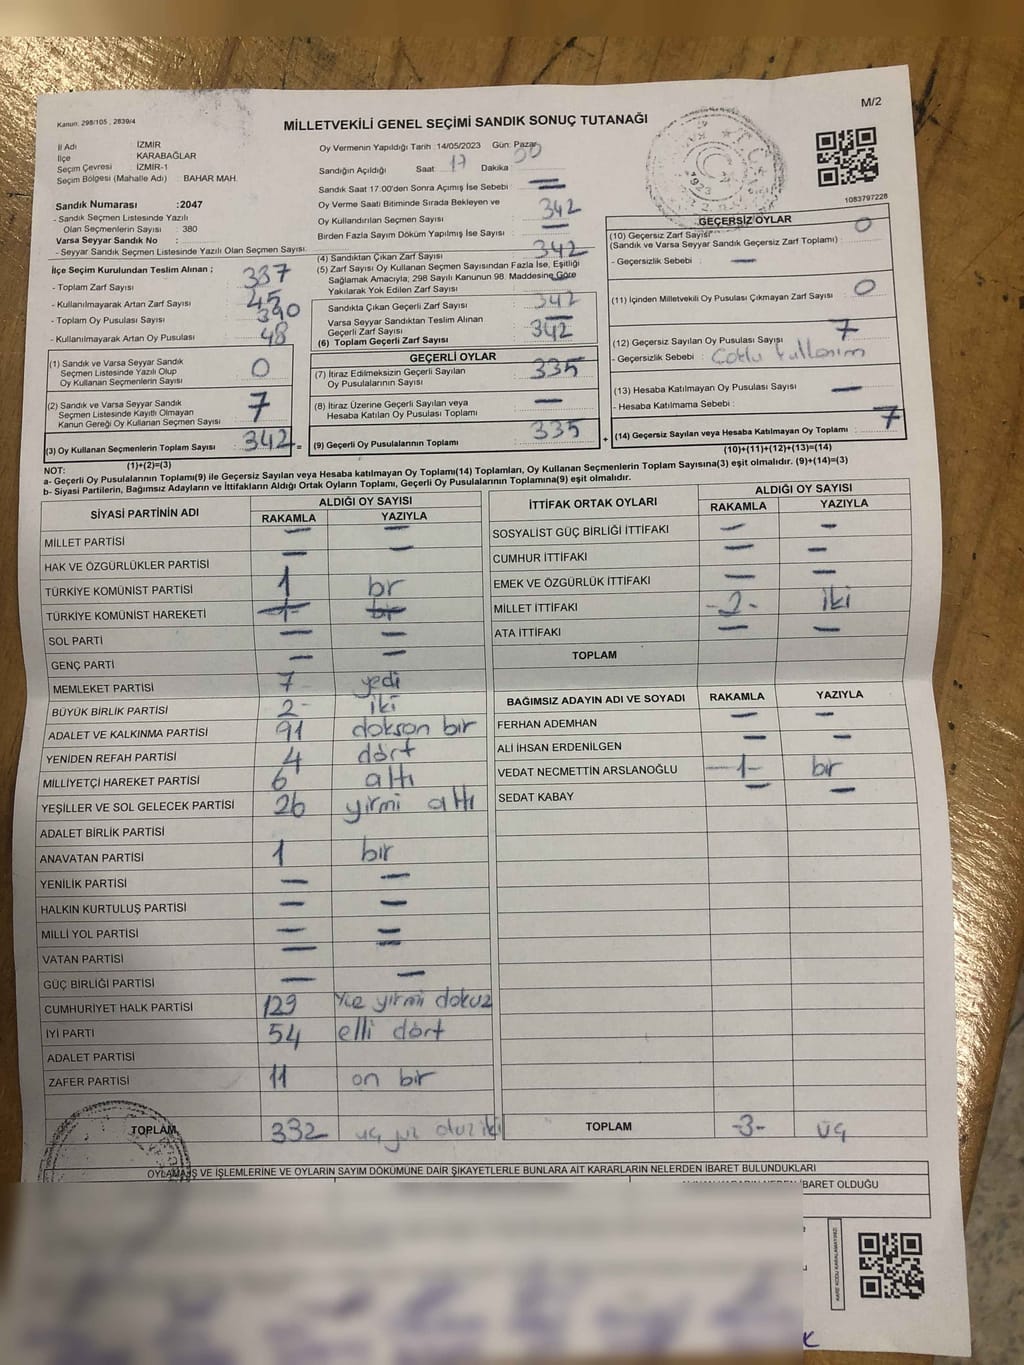 M/2
Kanun: 298/105 , 2839/4
MİLLETVEKİLİ GENEL SEÇİMİ SANDIK SONUÇ TUTANAĞI
İl Adı İZMİR
İlçe KARABAĞLAR
Seçim Çevresi İZMİR-1
Seçim Bölgesi (Mahalle Adı) : BAHAR MAH.
Sandık Numarası :2047
- Sandık Seçmen Listesinde Yazılı
Olan Seçmenlerin Sayısı : 380
Varsa Seyyar Sandık No :
- Seyyar Sandık Seçmen Listesinde Yazılı Olan Seçmen Sayısı:
İlçe Seçim Kurulundan Teslim Alınan ;
- Toplam Zarf Sayısı : 387
- Kullanılmayarak Artan Zarf Sayısı : 45
- Toplam Oy Pusulası Sayısı : 390
- Kullanılmayarak Artan Oy Pusulası : 48
(1) Sandık ve Varsa Seyyar Sandık
Seçmen Listesinde Yazılı Olup
Oy Kullanan Seçmenlerin Sayısı : 0
(2) Sandık ve Varsa Seyyar Sandık
Seçmen Listesinde Kayıtlı Olmayan
Kanun Gereği Oy Kullanan Seçmen Sayısı : 7
(3) Oy Kullanan Seçmenlerin Toplam Sayısı : 342 =
(1)+(2)=(3)
Oy Vermenin Yapıldığı Tarih : 14/05/2023 Gün: Pazar
Sandığın Açıldığı Saat 17 Dakika 00
Sandık Saat 17:00'den Sonra Açımış İse Sebebi : —
Oy Verme Saati Bitiminde Sırada Bekleyen ve
Oy Kullandırılan Seçmen Sayısı : 342
Birden Fazla Sayım Döküm Yapılmış İse Sayısı : —
(4) Sandıktan Çıkan Zarf Sayısı : 342
(5) Zarf Sayısı Oy Kullanan Seçmen Sayısından Fazla İse, Eşitliği
Sağlamak Amacıyla; 298 Sayılı Kanunun 98. Maddesine Göre
Yakılarak Yok Edilen Zarf Sayısı : —
Sandıkta Çıkan Geçerli Zarf Sayısı : 342
Varsa Seyyar Sandıktan Teslim Alınan
Geçerli Zarf Sayısı : —
(6) Toplam Geçerli Zarf Sayısı : 342
GEÇERLİ OYLAR
(7) İtiraz Edilmeksizin Geçerli Sayılan
Oy Pusulalarının Sayısı : 335
(8) İtiraz Üzerine Geçerli Sayılan veya
Hesaba Katılan Oy Pusulası Toplamı : —
(9) Geçerli Oy Pusulalarının Toplamı : 335 +
1083797228
GEÇERSİZ OYLAR
(10) Geçersiz Zarf Sayısı : 0
(Sandık ve Varsa Seyyar Sandık Geçersiz Zarf Toplamı) :
- Geçersizlik Sebebi : —
(11) İçinden Milletvekili Oy Pusulası Çıkmayan Zarf Sayısı : 0
(12) Geçersiz Sayılan Oy Pusulası Sayısı : 7
- Geçersizlik Sebebi : Çoklu kullanım
(13) Hesaba Katılmayan Oy Pusulası Sayısı : —
- Hesaba Katılmama Sebebi :
(14) Geçersiz Sayılan veya Hesaba Katılmayan Oy Toplamı : 7
(10)+(11)+(12)+(13)=(14)
NOT:
a- Geçerli Oy Pusulasının Toplamı(9) ile Geçersiz Sayılan veya Hesaba katılmayan Oy Toplamı(14) Toplamları, Oy Kullanan Seçmenlerin Toplam Sayısına(3) eşit olmalıdır. (9)+(14)=(3)
b- Siyasi Partilerin, Bağımsız Adayların ve İttifakların Aldığı Ortak Oyların Toplamı, Geçerli Oy Pusulalarının Toplamına(9) eşit olmalıdır.
SİYASİ PARTİNİN ADI ALDIĞI OY SAYISI
RAKAMLA YAZIYLA
MİLLET PARTİSİ — —
HAK VE ÖZGÜRLÜKLER PARTİSİ — —
TÜRKİYE KOMÜNİST PARTİSİ 1 br
TÜRKİYE KOMÜNİST HAREKETİ 1 bir
SOL PARTİ — —
GENÇ PARTİ — —
MEMLEKET PARTİSİ 7 yedi
BÜYÜK BİRLİK PARTİSİ 2- iki
ADALET VE KALKINMA PARTİSİ 91 doksan bir
YENİDEN REFAH PARTİSİ 4 dört
MİLLİYETÇİ HAREKET PARTİSİ 6 altı
YEŞİLLER VE SOL GELECEK PARTİSİ 26 yirmi altı
ADALET BİRLİK PARTİSİ
ANAVATAN PARTİSİ 1 bır
YENİLİK PARTİSİ — —
HALKIN KURTULUŞ PARTİSİ — —
MİLLİ YOL PARTİSİ — —
VATAN PARTİSİ — —
GÜÇ BİRLİĞİ PARTİSİ — —
CUMHURİYET HALK PARTİSİ 129 yüz yirmi dokuz
İYİ PARTİ 54 elli dört
ADALET PARTİSİ
ZAFER PARTİSİ 11 on bir
TOPLAM 332
İTTİFAK ORTAK OYLARI ALDIĞI OY SAYISI
RAKAMLA YAZIYLA
SOSYALİST GÜÇ BİRLİĞİ İTTİFAKI — —
CUMHUR İTTİFAKI — —
EMEK VE ÖZGÜRLÜK İTTİFAKI — —
MİLLET İTTİFAKI -2- iki
ATA İTTİFAKI — —
TOPLAM
BAĞIMSIZ ADAYIN ADI VE SOYADI RAKAMLA YAZIYLA
FERHAN ADEMHAN — —
ALİ İHSAN ERDENİLGEN — —
VEDAT NECMETTİN ARSLANOĞLU -1- bır
SEDAT KABAY — —
TOPLAM -3- üç
OYLAMA İŞ VE İŞLEMLERİNE VE OYLARIN SAYIM DÖKÜMÜNE DAİR ŞİKAYETLERLE BUNLARA AİT KARARLARIN NELERDEN İBARET BULUNDUKLARI
İBARET OLDUĞU